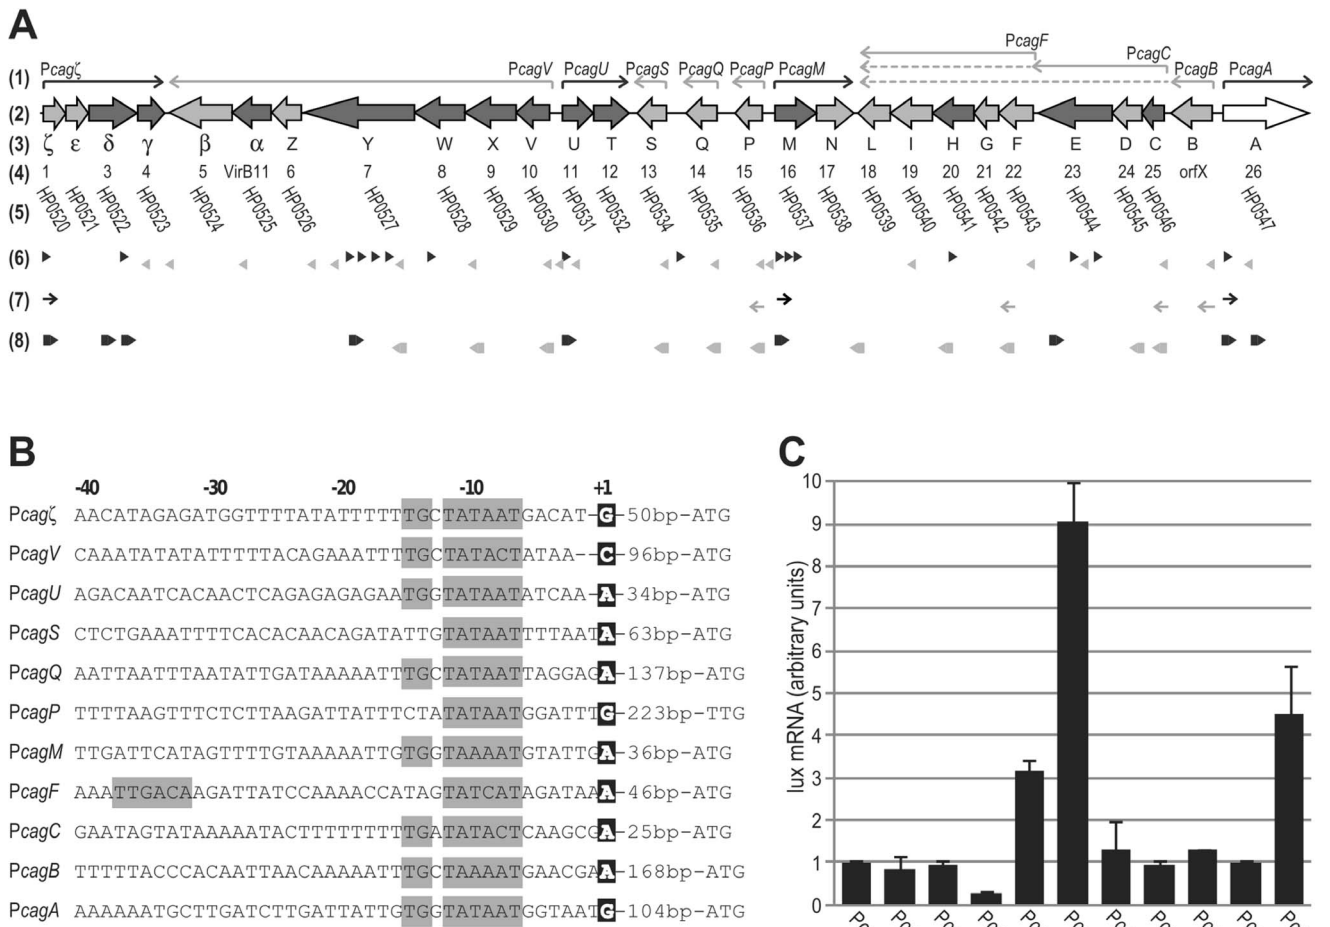 A
PcagF
PcagC
(1) Pcagζ PcagV PcagU PcagS PcagQ PcagP PcagM PcagB PcagA
(2)
(3) ζ ε δ γ β α Z Y W X V U T S Q P M N L I H G F E D C B A
(4) 1 3 4 5 VirB11 6 7 8 9 10 11 12 13 14 15 16 17 18 19 20 21 22 23 24 25 orfX 26
(5) HP0520 HP0521 HP0522 HP0523 HP0524 HP0525 HP0526 HP0527 HP0528 HP0529 HP0530 HP0531 HP0532 HP0534 HP0535 HP0536 HP0537 HP0538 HP0539 HP0540 HP0541 HP0542 HP0543 HP0544 HP0545 HP0546 HP0547
(6)
(7)
(8)
B
-40 -30 -20 -10 +1
Pcagζ AACATAGAGATGGTTTTATATTTTTTGCTATAATGACAT-G-50bp-ATG
PcagV CAAATATATATTTTTACAGAAATTTTGCTATACTATAA--C-96bp-ATG
PcagU AGACAATCACAACTCAGAGAGAGAATGGTATAATATCAA-A-34bp-ATG
PcagS CTCTGAAATTTTCACACAACAGATATTGTATAATTTTAATA-63bp-ATG
PcagQ AATTAATTTAATATTGATAAAAATTTGCTATAATTAGGAGA-137bp-ATG
PcagP TTTTAAGTTTCTCTTAAGATTATTTCTATATAATGGATTTG-223bp-TTG
PcagM TTGATTCATAGTTTTGTAAAAATTGTGGTAAAATGTATTGA-36bp-ATG
PcagF AAATTGACAAGATTATCCAAAACCATAGTATCATAGATAAA-46bp-ATG
PcagC GAATAGTATAAAAATACTTTTTTTTTGATATACTCAAGCGA-25bp-ATG
PcagB TTTTTACCCACAATTAACAAAAATTTGCTAAAATGAACGAA-168bp-ATG
PcagA AAAAAATGCTTGATCTTGATTATTGTGGTATAATGGTAATG-104bp-ATG
C
lux mRNA (arbitrary units)
10
9
8
7
6
5
4
3
2
1
0